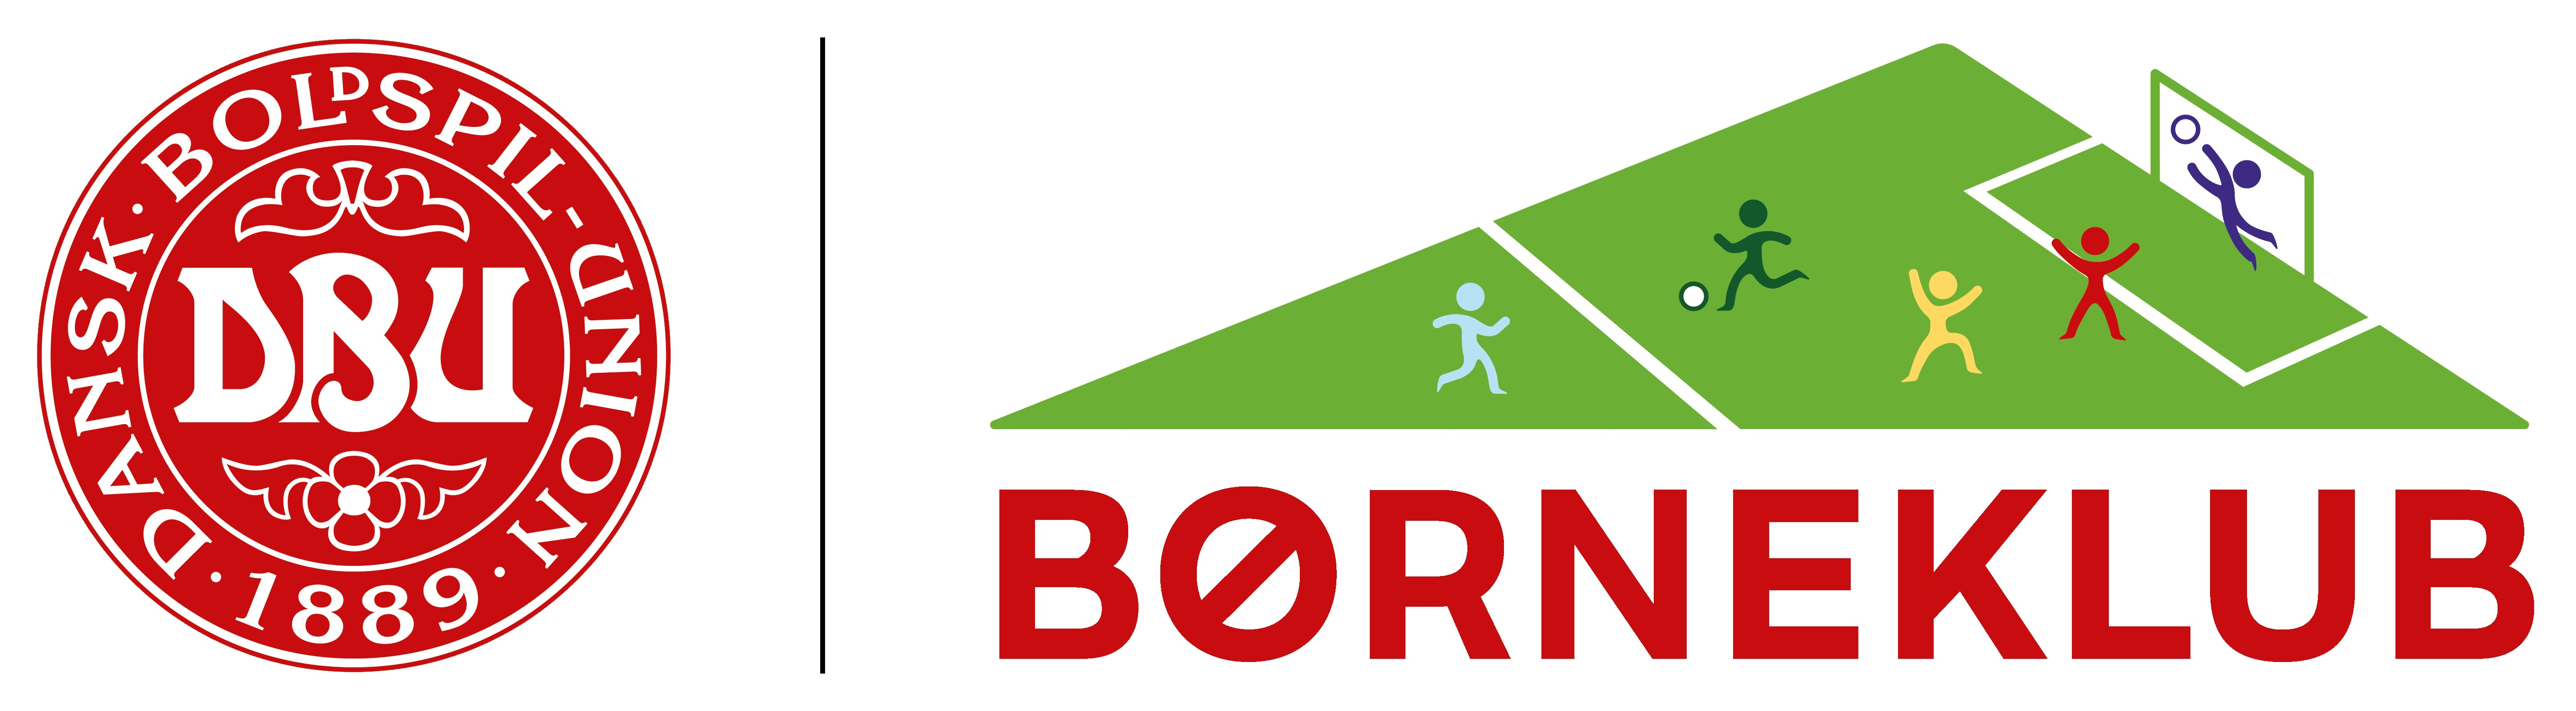 DANSK · BOLDSPIL-UNION · 1889 ·
DBU
BØRNEKLUB